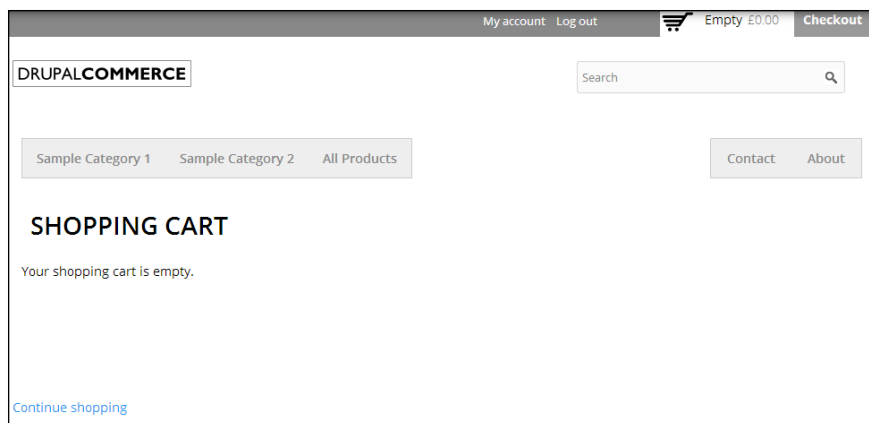 My account Log out Empty £0.00 Checkout
DRUPALCOMMERCE
Search
Sample Category 1 Sample Category 2 All Products Contact About
SHOPPING CART
Your shopping cart is empty.
Continue shopping